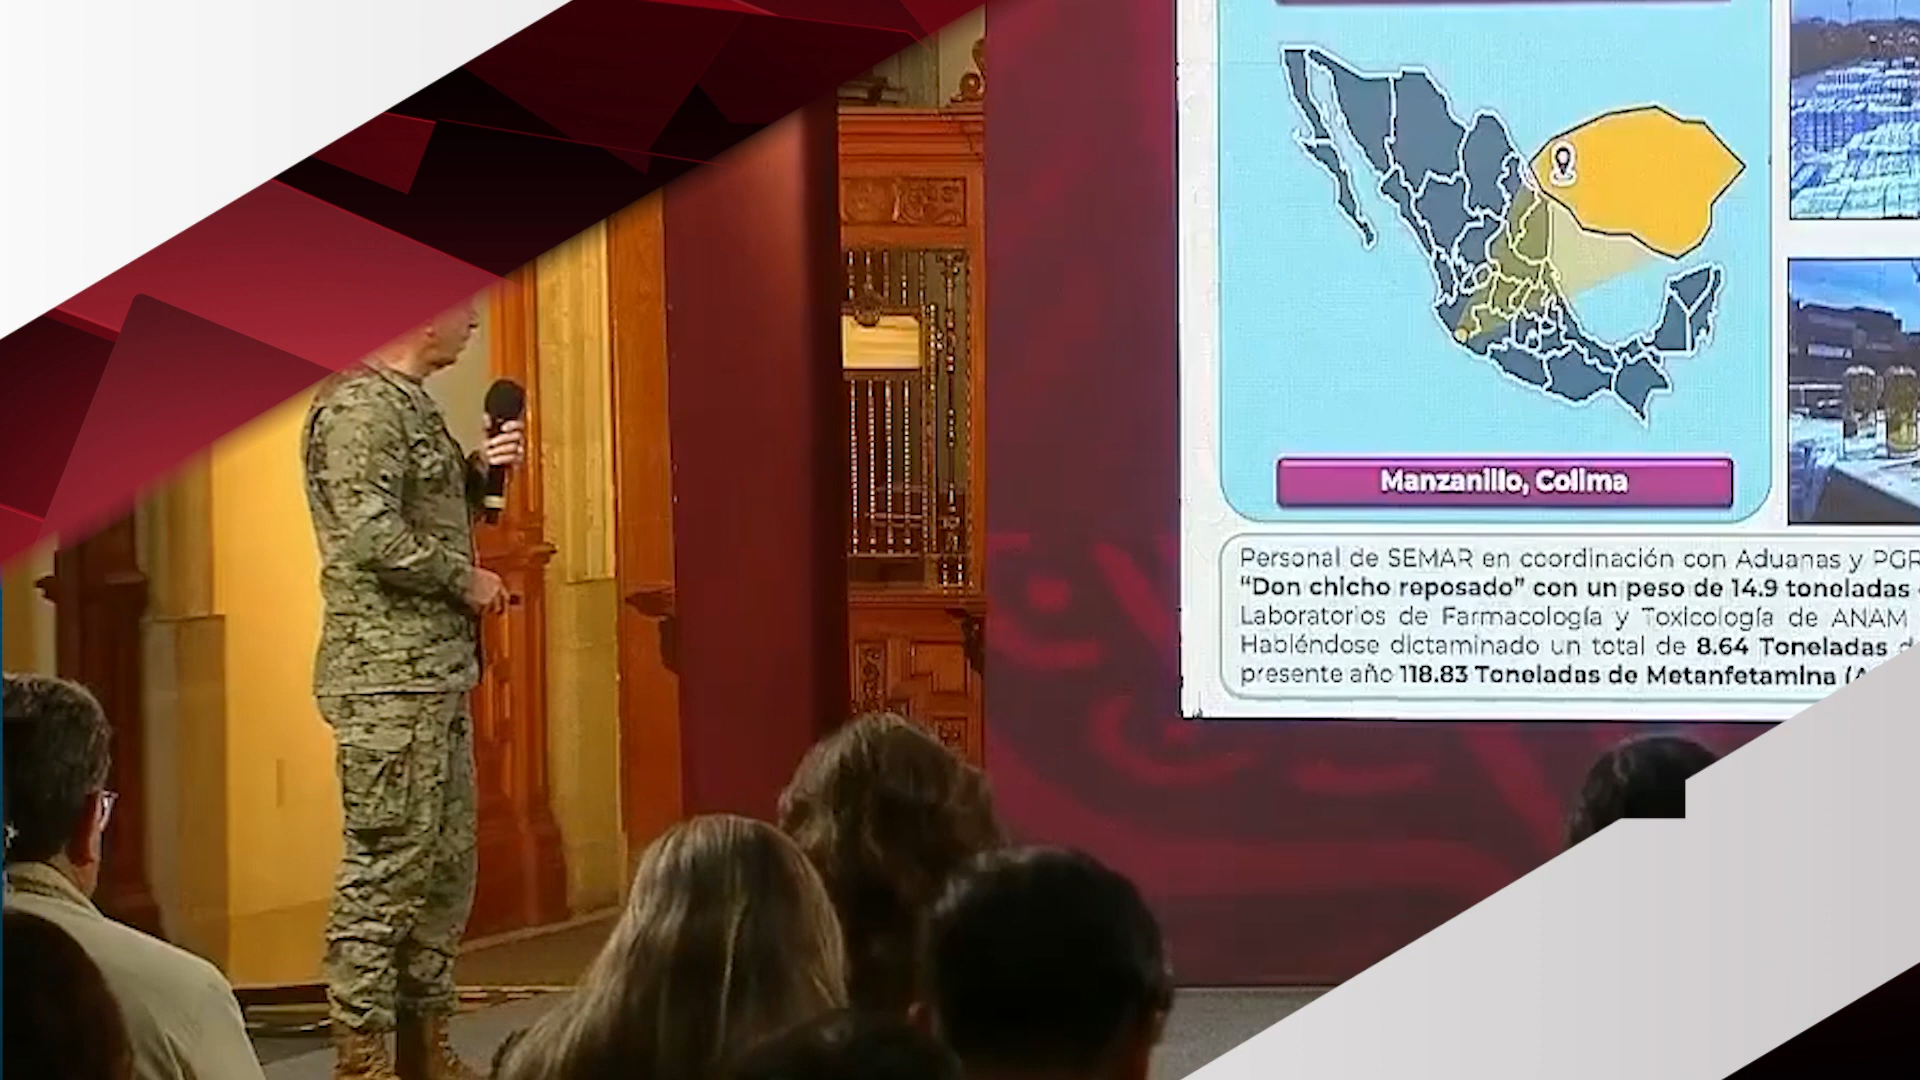 Manzanillo, Colima
Personal de SEMAR en coordinación con Aduanas y PGR
“Don chicho reposado” con un peso de 14.9 toneladas
Laboratorios de Farmacología y Toxicología de ANAM
Habiéndose dictaminado un total de 8.64 Toneladas
presente año 118.83 Toneladas de Metanfetamina